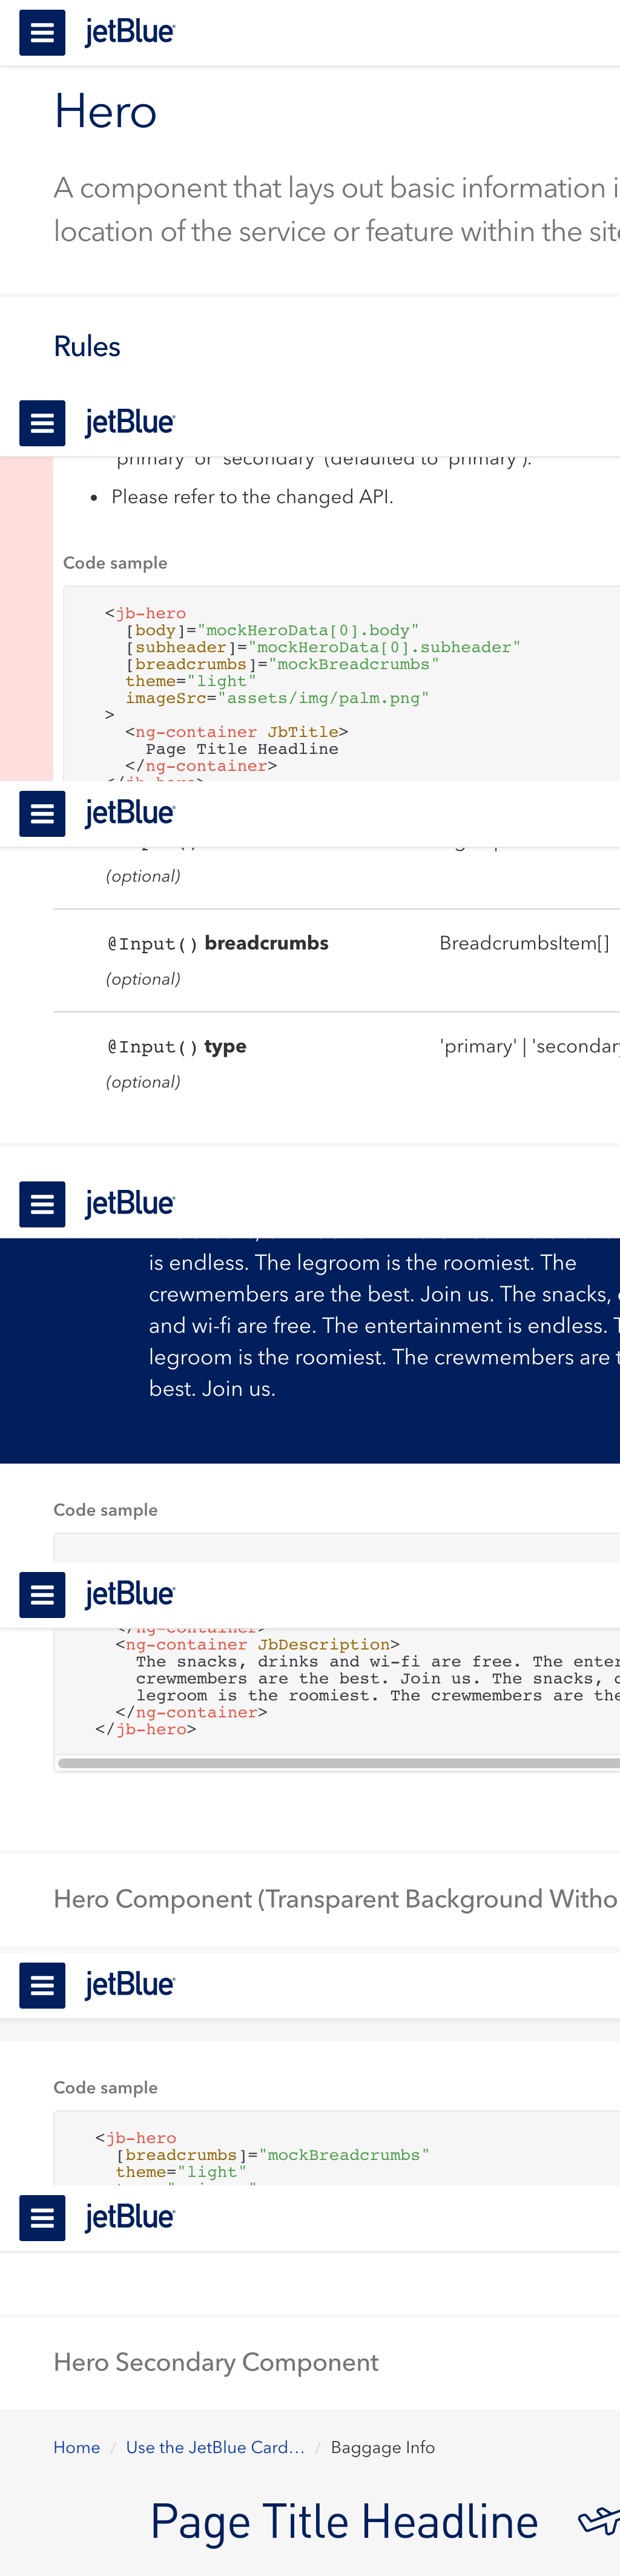 jetBlue
Hero
A component that lays out basic information
location of the service or feature within the
Rules
jetBlue
'primary' or 'secondary' (defaulted to 'primary').
• Please refer to the changed API.
Code sample
<jb-hero
[body]="mockHeroData[0].body"
[subheader]="mockHeroData[0].subheader"
[breadcrumbs]="mockBreadcrumbs"
theme="light"
imageSrc="assets/img/palm.png"
>
<ng-container JbTitle>
Page Title Headline
</ng-container>
</jb-hero>
jetBlue
(optional)
@Input() breadcrumbs BreadcrumbsItem[]
(optional)
@Input() type 'primary' | 'secondary
(optional)
jetBlue
is endless. The legroom is the roomiest. The
crewmembers are the best. Join us. The snacks,
and wi-fi are free. The entertainment is endless.
legroom is the roomiest. The crewmembers are
best. Join us.
Code sample
jetBlue
</ng-container>
<ng-container JbDescription>
The snacks, drinks and wi-fi are free. The enter
crewmembers are the best. Join us. The snacks,
legroom is the roomiest. The crewmembers are the
</ng-container>
</jb-hero>
Hero Component (Transparent Background Witho
jetBlue
Code sample
<jb-hero
[breadcrumbs]="mockBreadcrumbs"
theme="light"
jetBlue
Hero Secondary Component
Home / Use the JetBlue Card... / Baggage Info
Page Title Headline